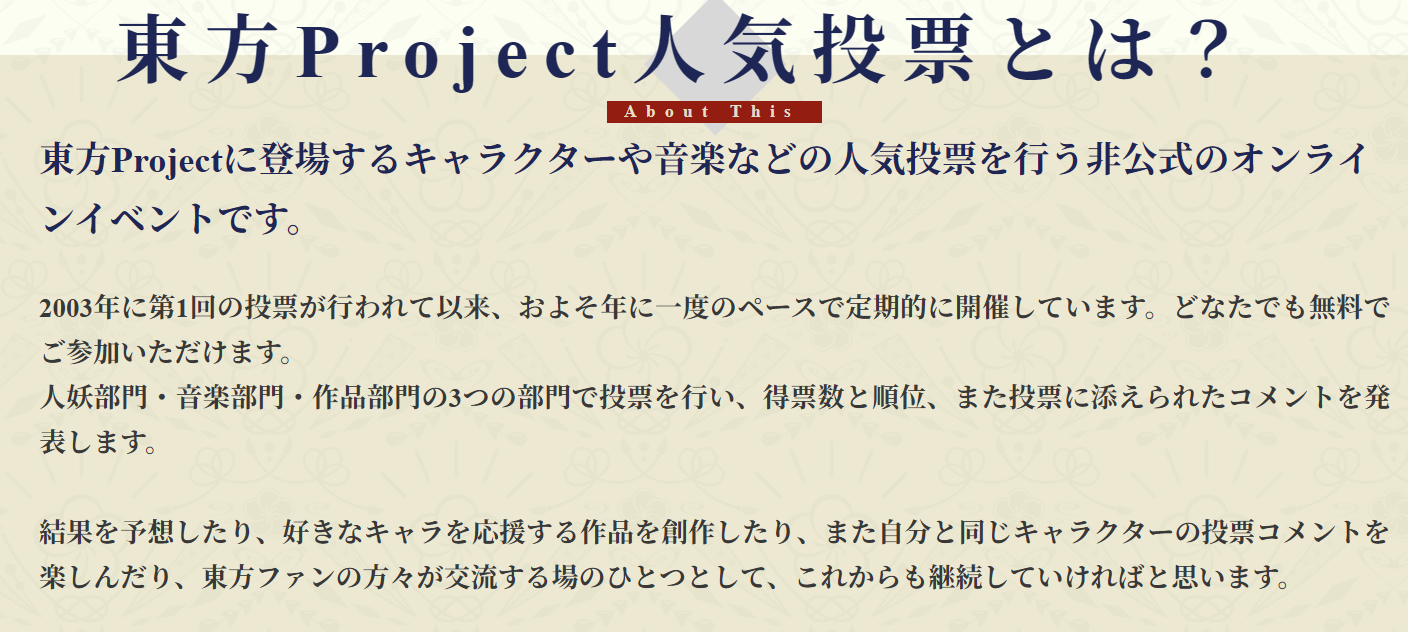 東方Project人気投票とは？
About This
東方Projectに登場するキャラクターや音楽などの人気投票を行う非公式のオンライ
ンイベントです。
2003年に第1回の投票が行われて以来、およそ年に一度のペースで定期的に開催しています。どなたでも無料で
ご参加いただけます。
人妖部門・音楽部門・作品部門の3つの部門で投票を行い、得票数と順位、また投票に添えられたコメントを発
表します。
結果を予想したり、好きなキャラを応援する作品を創作したり、また自分と同じキャラクターの投票コメントを
楽しんだり、東方ファンの方々が交流する場のひとつとして、これからも継続していければと思います。